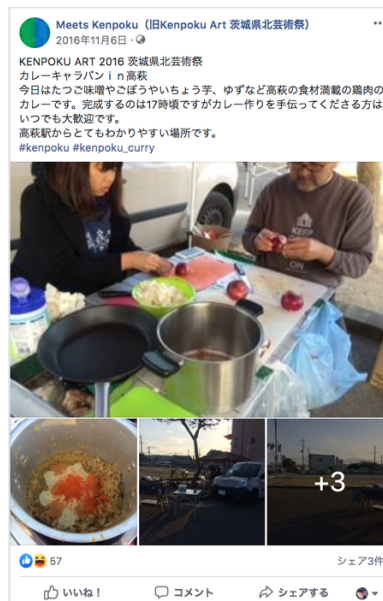 Meets Kenpoku（旧Kenpoku Art 茨城県北芸術祭）
2016年11月6日・
KENPOKU ART 2016 茨城県北芸術祭
カレーキャラバンｉｎ高萩
今日はたつご味噌やごぼうやいちょう芋、ゆずなど高萩の食材満載の鶏肉の
カレーです。完成するのは17時頃ですがカレー作りを手伝ってくださる方は
いつでも大歓迎です。
高萩駅からとてもわかりやすい場所です。
#kenpoku #kenpoku_curry
KEEP
ON
+3
57
シェア3件
いいね！
コメント
シェアする